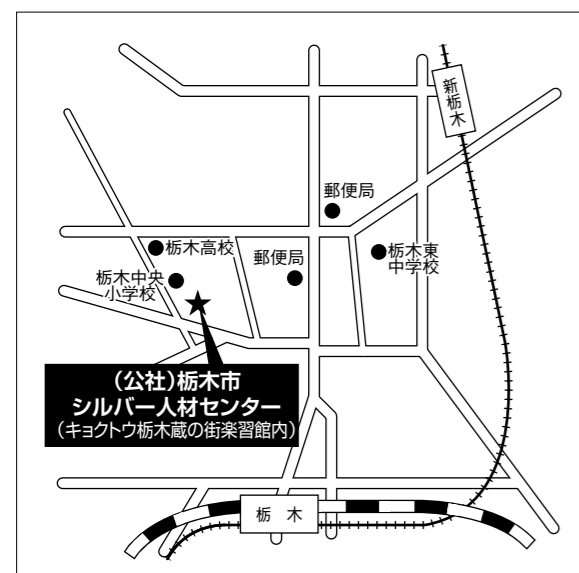 新栃木
郵便局
栃木高校
郵便局
栃木東
中学校
栃木中央
小学校
(公社)栃木市
シルバー人材センター
(キョクトウ栃木蔵の街楽習館内)
栃木